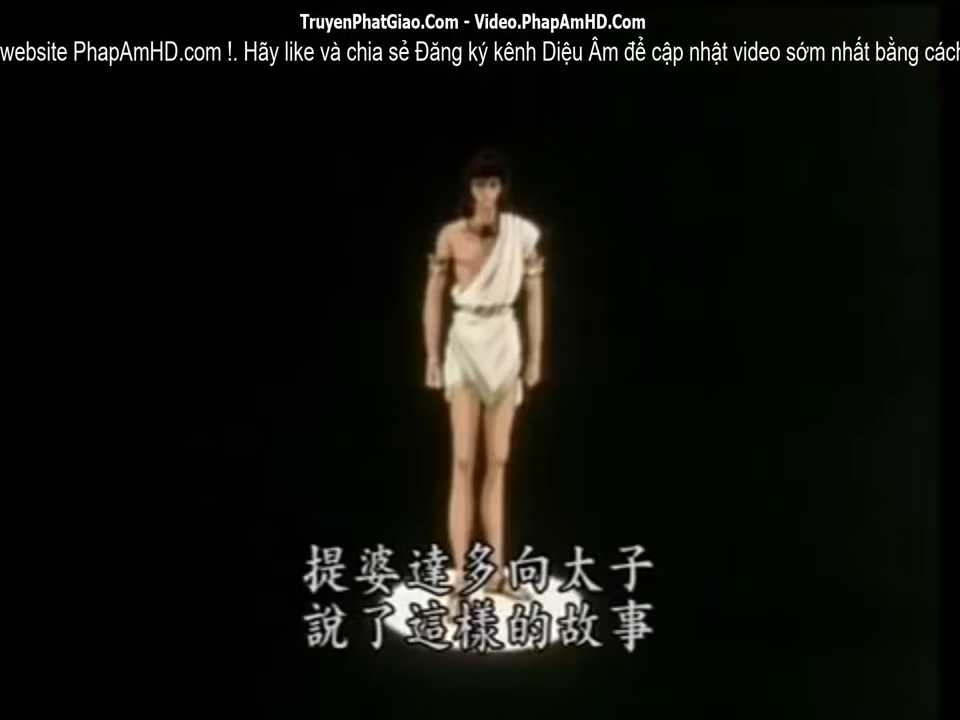 TruyenPhatGiao.Com - Video.PhapAmHD.Com
website PhapAmHD.com !. Hãy like và chia sẻ Đăng ký kênh Diệu Âm để cập nhật video sớm nhất bằng cách
提婆達多向太子
說了這樣的故事